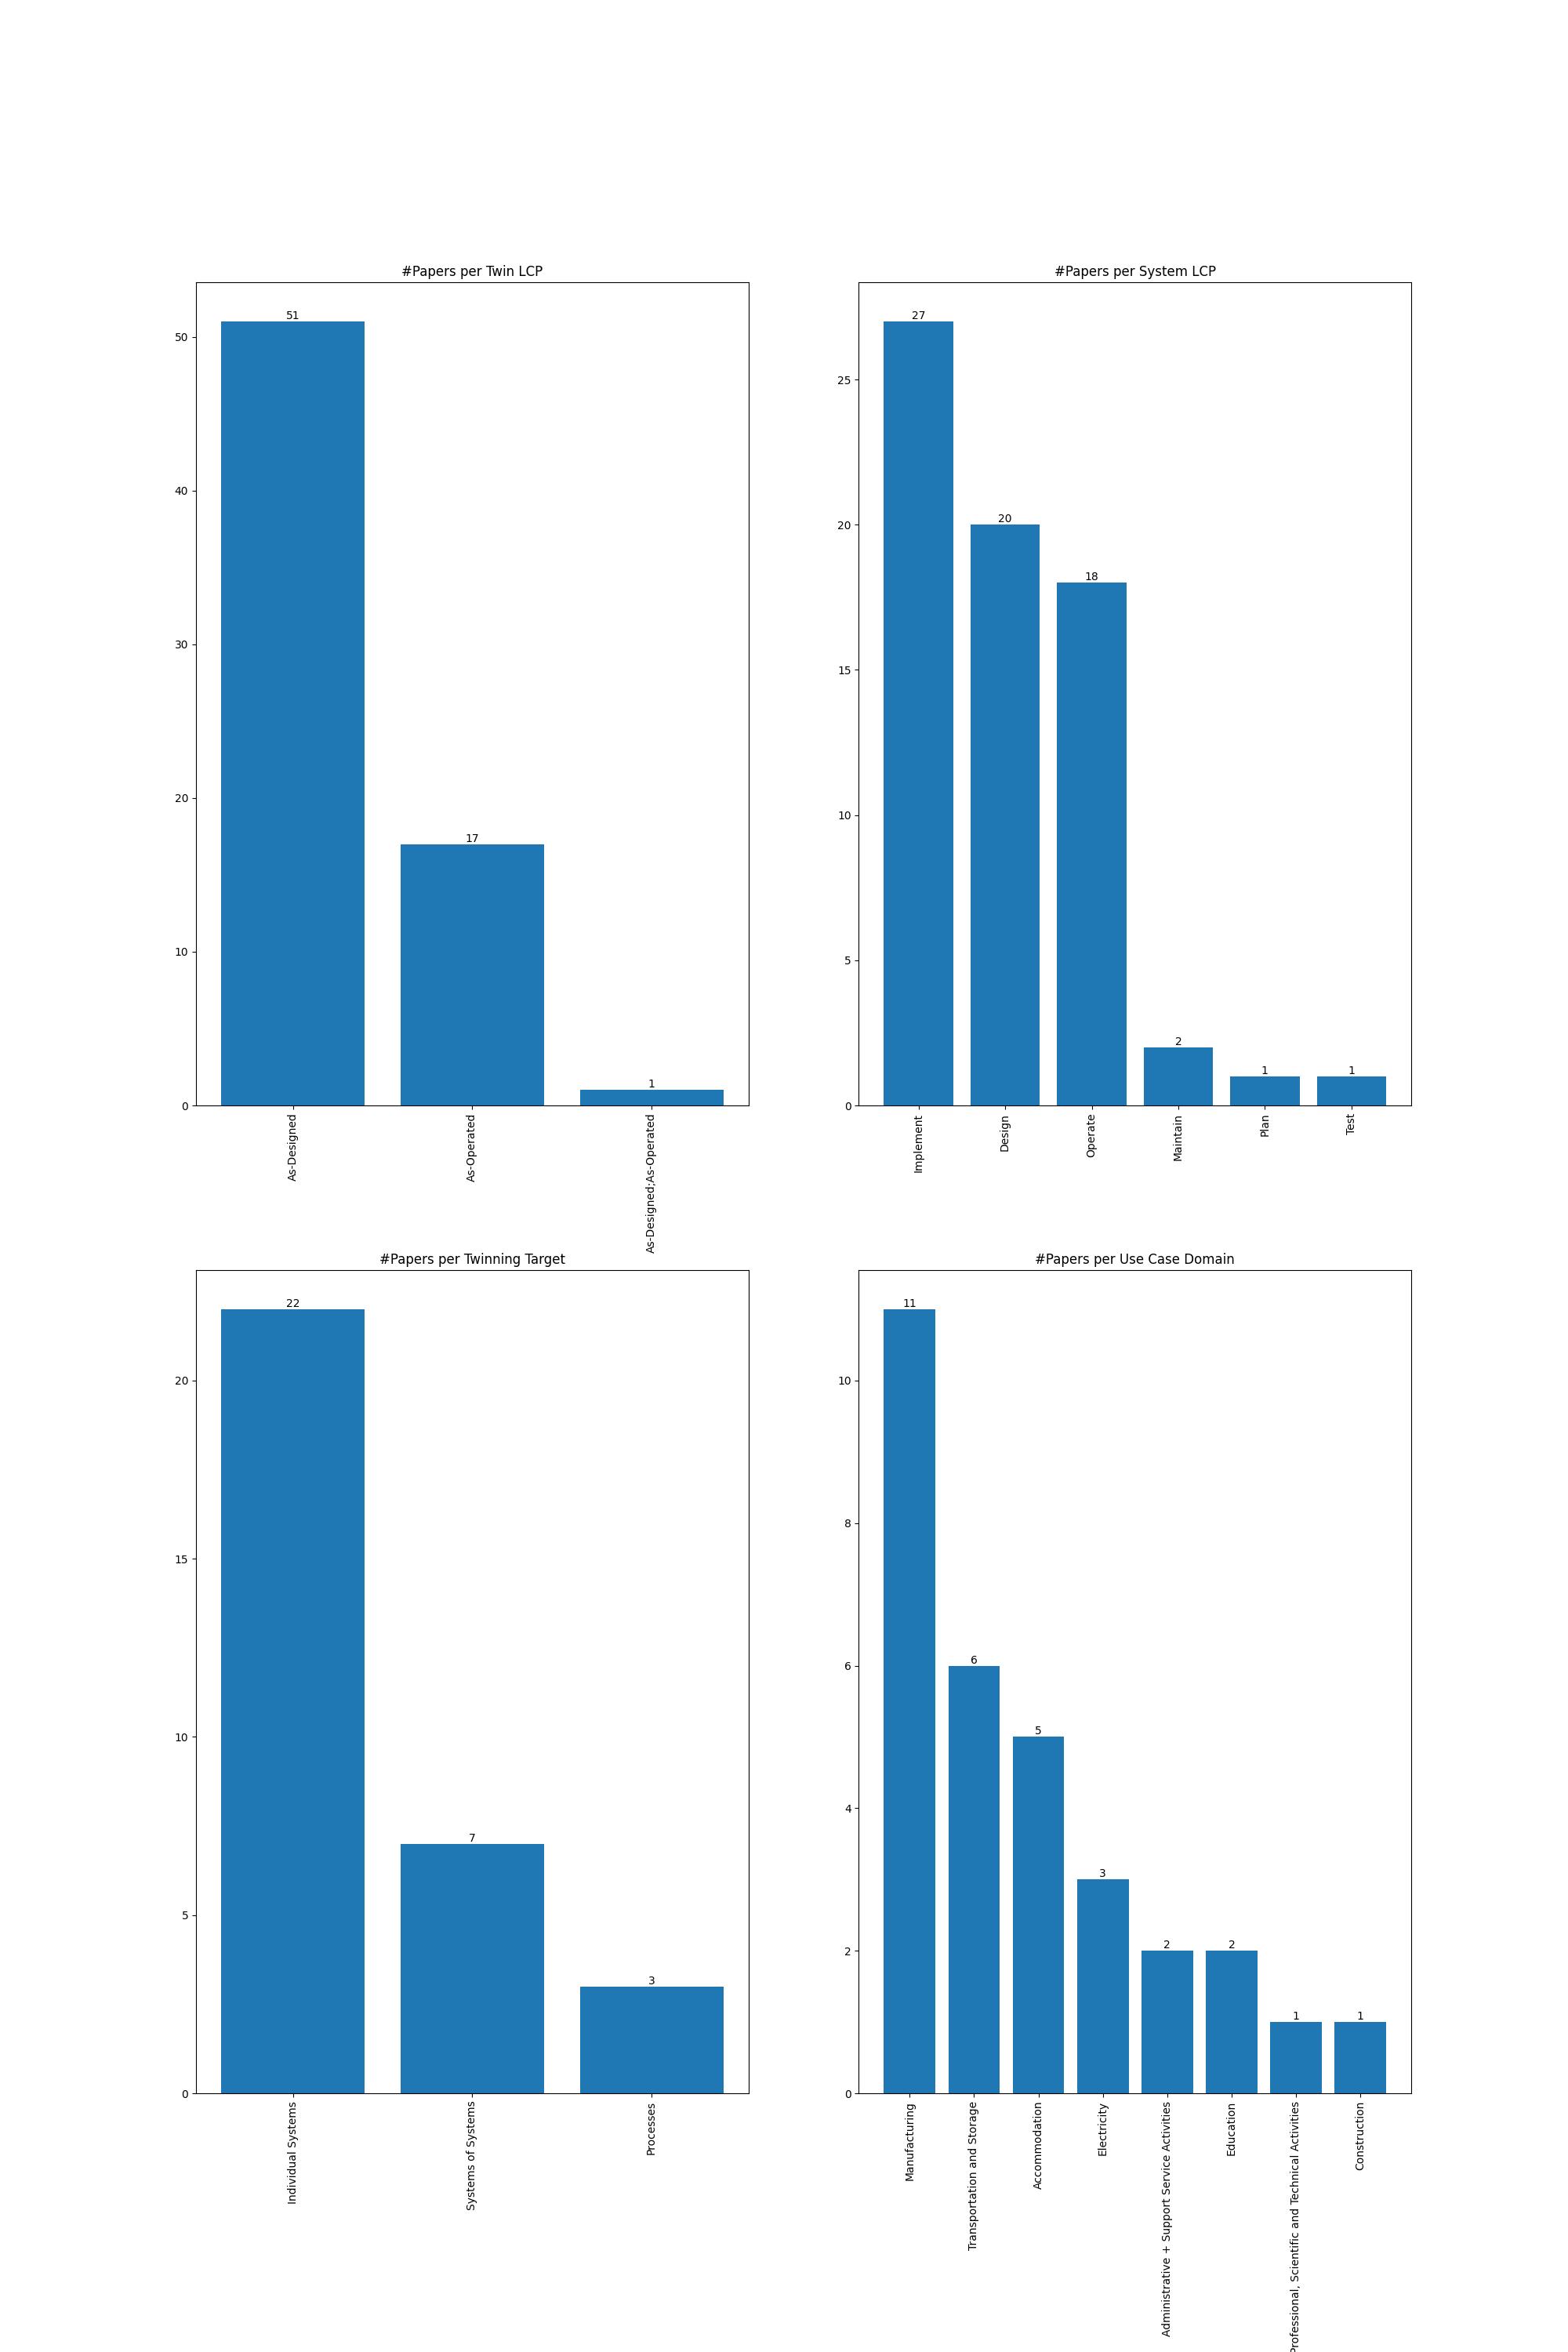 #Papers per Twin LCP
50
40
30
20
10
0
51
17
1
As-Designed
As-Operated
As-Designed;As-Operated
#Papers per System LCP
25
20
15
10
5
0
27
20
18
2
1
1
Implement
Design
Operate
Maintain
Plan
Test
#Papers per Twinning Target
20
15
10
5
0
22
7
3
Individual Systems
Systems of Systems
Processes
#Papers per Use Case Domain
10
8
6
4
2
0
11
6
5
3
2
2
1
1
Manufacturing
Transportation and Storage
Accommodation
Electricity
Administrative + Support Service Activities
Education
Professional, Scientific and Technical Activities
Construction